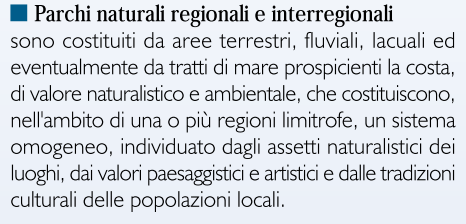 Parchi naturali regionali e interregionali
sono costituiti da aree terrestri, fluviali, lacuali ed
eventualmente da tratti di mare prospicienti la costa,
di valore naturalistico e ambientale, che costituiscono,
nell'ambito di una o più regioni limitrofe, un sistema
omogeneo, individuato dagli assetti naturalistici dei
luoghi, dai valori paesaggistici e artistici e dalle tradizioni
culturali delle popolazioni locali.